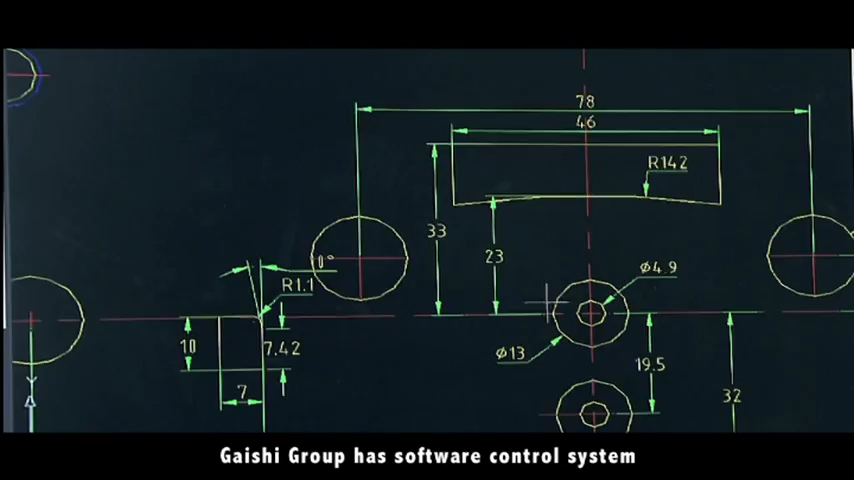 78
46
R142
33
23
Ø4.9
10°
R1.1
10
7.42
Ø13
19.5
7
32
Gaishi Group has software control system